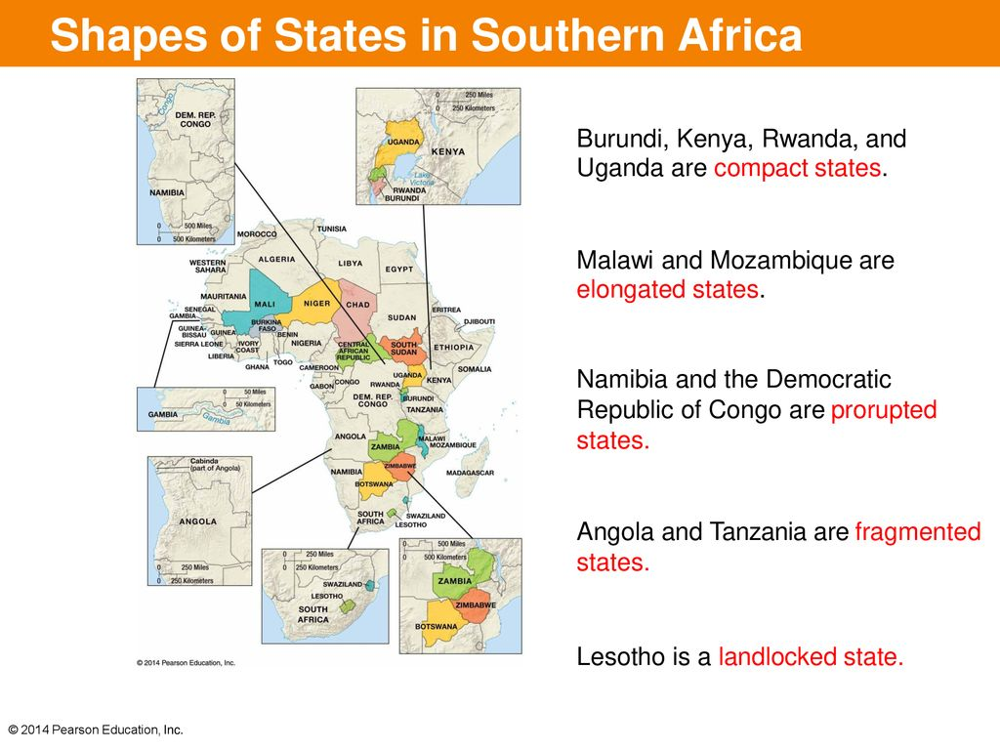 Shapes of States in Southern Africa
Congo
DEM. REP.
CONGO
NAMIBIA
0 500 Miles
0 500 Kilometers
0 250 Miles
0 250 Kilometers
UGANDA
KENYA
Lake
Victoria
RWANDA
BURUNDI
TUNISIA
MOROCCO
ALGERIA
LIBYA
EGYPT
WESTERN
SAHARA
MAURITANIA
MALI
NIGER
CHAD
SUDAN
ERITREA
DJIBOUTI
SENEGAL
GAMBIA
GUINEA-
BISSAU
GUINEA
BURKINA
FASO
BENIN
NIGERIA
SIERRA LEONE
IVORY
COAST
LIBERIA
GHANA
TOGO
CAMEROON
CENTRAL
AFRICAN
REPUBLIC
SOUTH
SUDAN
ETHIOPIA
SOMALIA
UGANDA
KENYA
GABON
CONGO
RWANDA
DEM. REP.
CONGO
BURUNDI
TANZANIA
ANGOLA
ZAMBIA
MALAWI
MOZAMBIQUE
NAMIBIA
ZIMBABWE
BOTSWANA
MADAGASCAR
SOUTH
AFRICA
SWAZILAND
LESOTHO
0 50 Miles
0 50 Kilometers
GAMBIA
Gambia
Cabinda
(part of Angola)
ANGOLA
0 250 Miles
0 250 Kilometers
0 250 Miles
0 250 Kilometers
SWAZILAND
LESOTHO
SOUTH
AFRICA
0 500 Miles
0 500 Kilometers
ZAMBIA
ZIMBABWE
BOTSWANA
© 2014 Pearson Education, Inc.
Burundi, Kenya, Rwanda, and
Uganda are compact states.
Malawi and Mozambique are
elongated states.
Namibia and the Democratic
Republic of Congo are prorupted
states.
Angola and Tanzania are fragmented
states.
Lesotho is a landlocked state.
© 2014 Pearson Education, Inc.